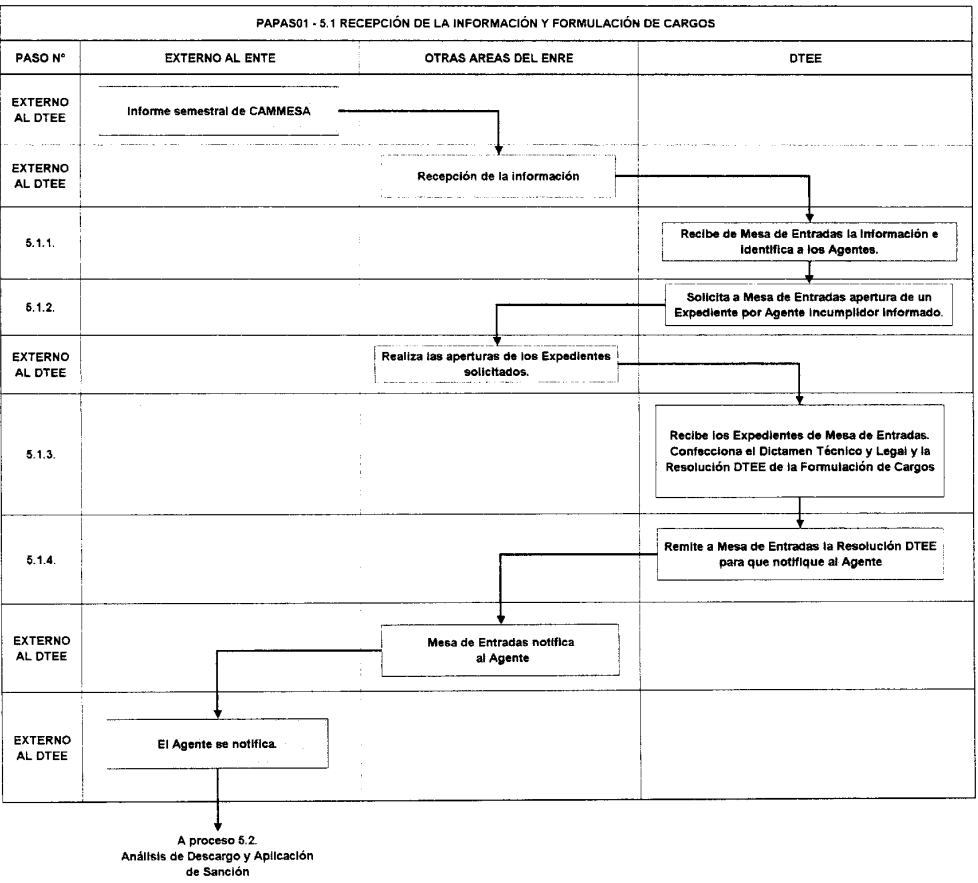 PAPAS01 - 5.1 RECEPCIÓN DE LA INFORMACIÓN Y FORMULACIÓN DE CARGOS
PASO N° EXTERNO AL ENTE OTRAS AREAS DEL ENRE DTEE
EXTERNO
AL DTEE
Informe semestral de CAMMESA
EXTERNO
AL DTEE
Recepción de la información
5.1.1.
Recibe de Mesa de Entradas la Información e
identifica a los Agentes.
5.1.2.
Solicita a Mesa de Entradas apertura de un
Expediente por Agente incumplidor informado.
EXTERNO
AL DTEE
Realiza las aperturas de los Expedientes
solicitados.
5.1.3.
Recibe los Expedientes de Mesa de Entradas.
Confecciona el Dictamen Técnico y Legal y la
Resolución DTEE de la Formulación de Cargos
5.1.4.
Remite a Mesa de Entradas la Resolución DTEE
para que notifique al Agente
EXTERNO
AL DTEE
Mesa de Entradas notifica
al Agente
EXTERNO
AL DTEE
El Agente se notifica.
A proceso 5.2.
Análisis de Descargo y Aplicación
de Sanción